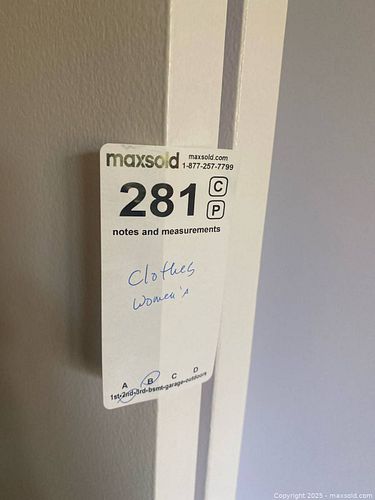 maxsold
maxsold.com
1-877-257-7799
281
C
P
notes and measurements
Clothes
Women's
A B C D
1st-2nd-3rd-bsmt-garage-outdoors
Copyright 2025 - maxsold.com